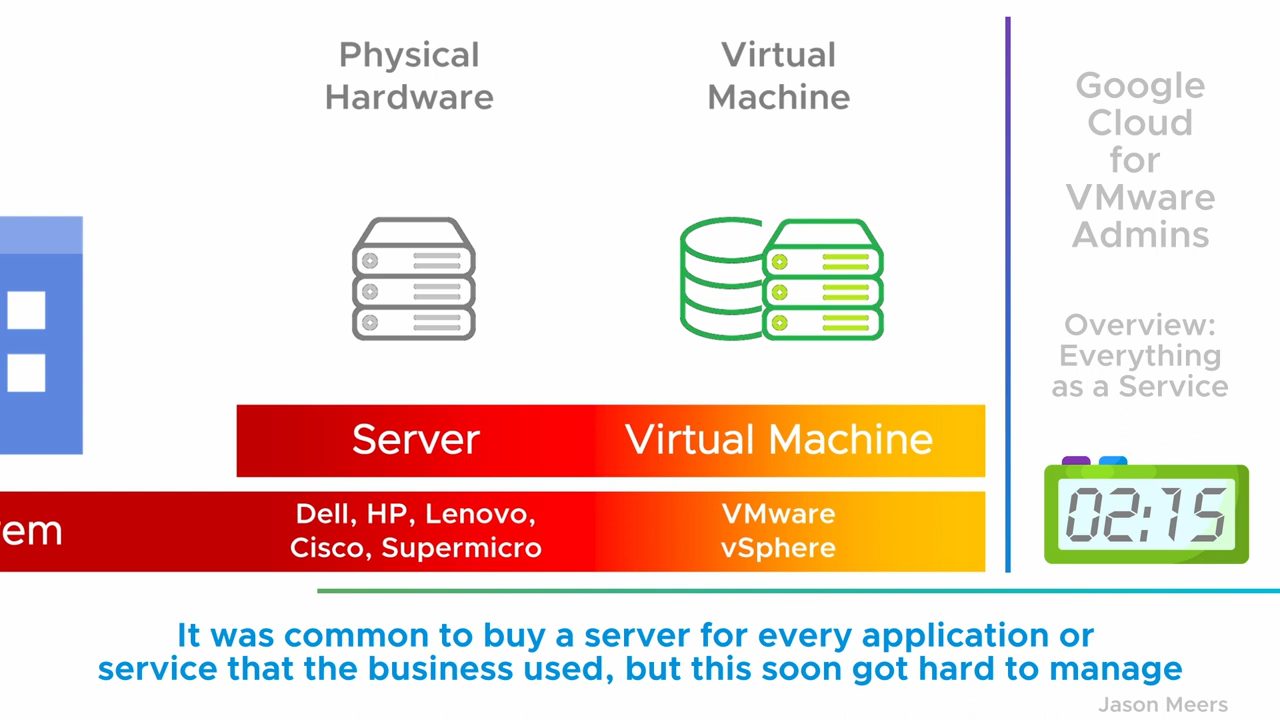 Physical
Hardware
Virtual
Machine
Google
Cloud
for
VMware
Admins
Overview:
Everything
as a Service
Server
Virtual Machine
em
Dell, HP, Lenovo,
Cisco, Supermicro
VMware
vSphere
02:15
It was common to buy a server for every application or
service that the business used, but this soon got hard to manage
Jason Meers